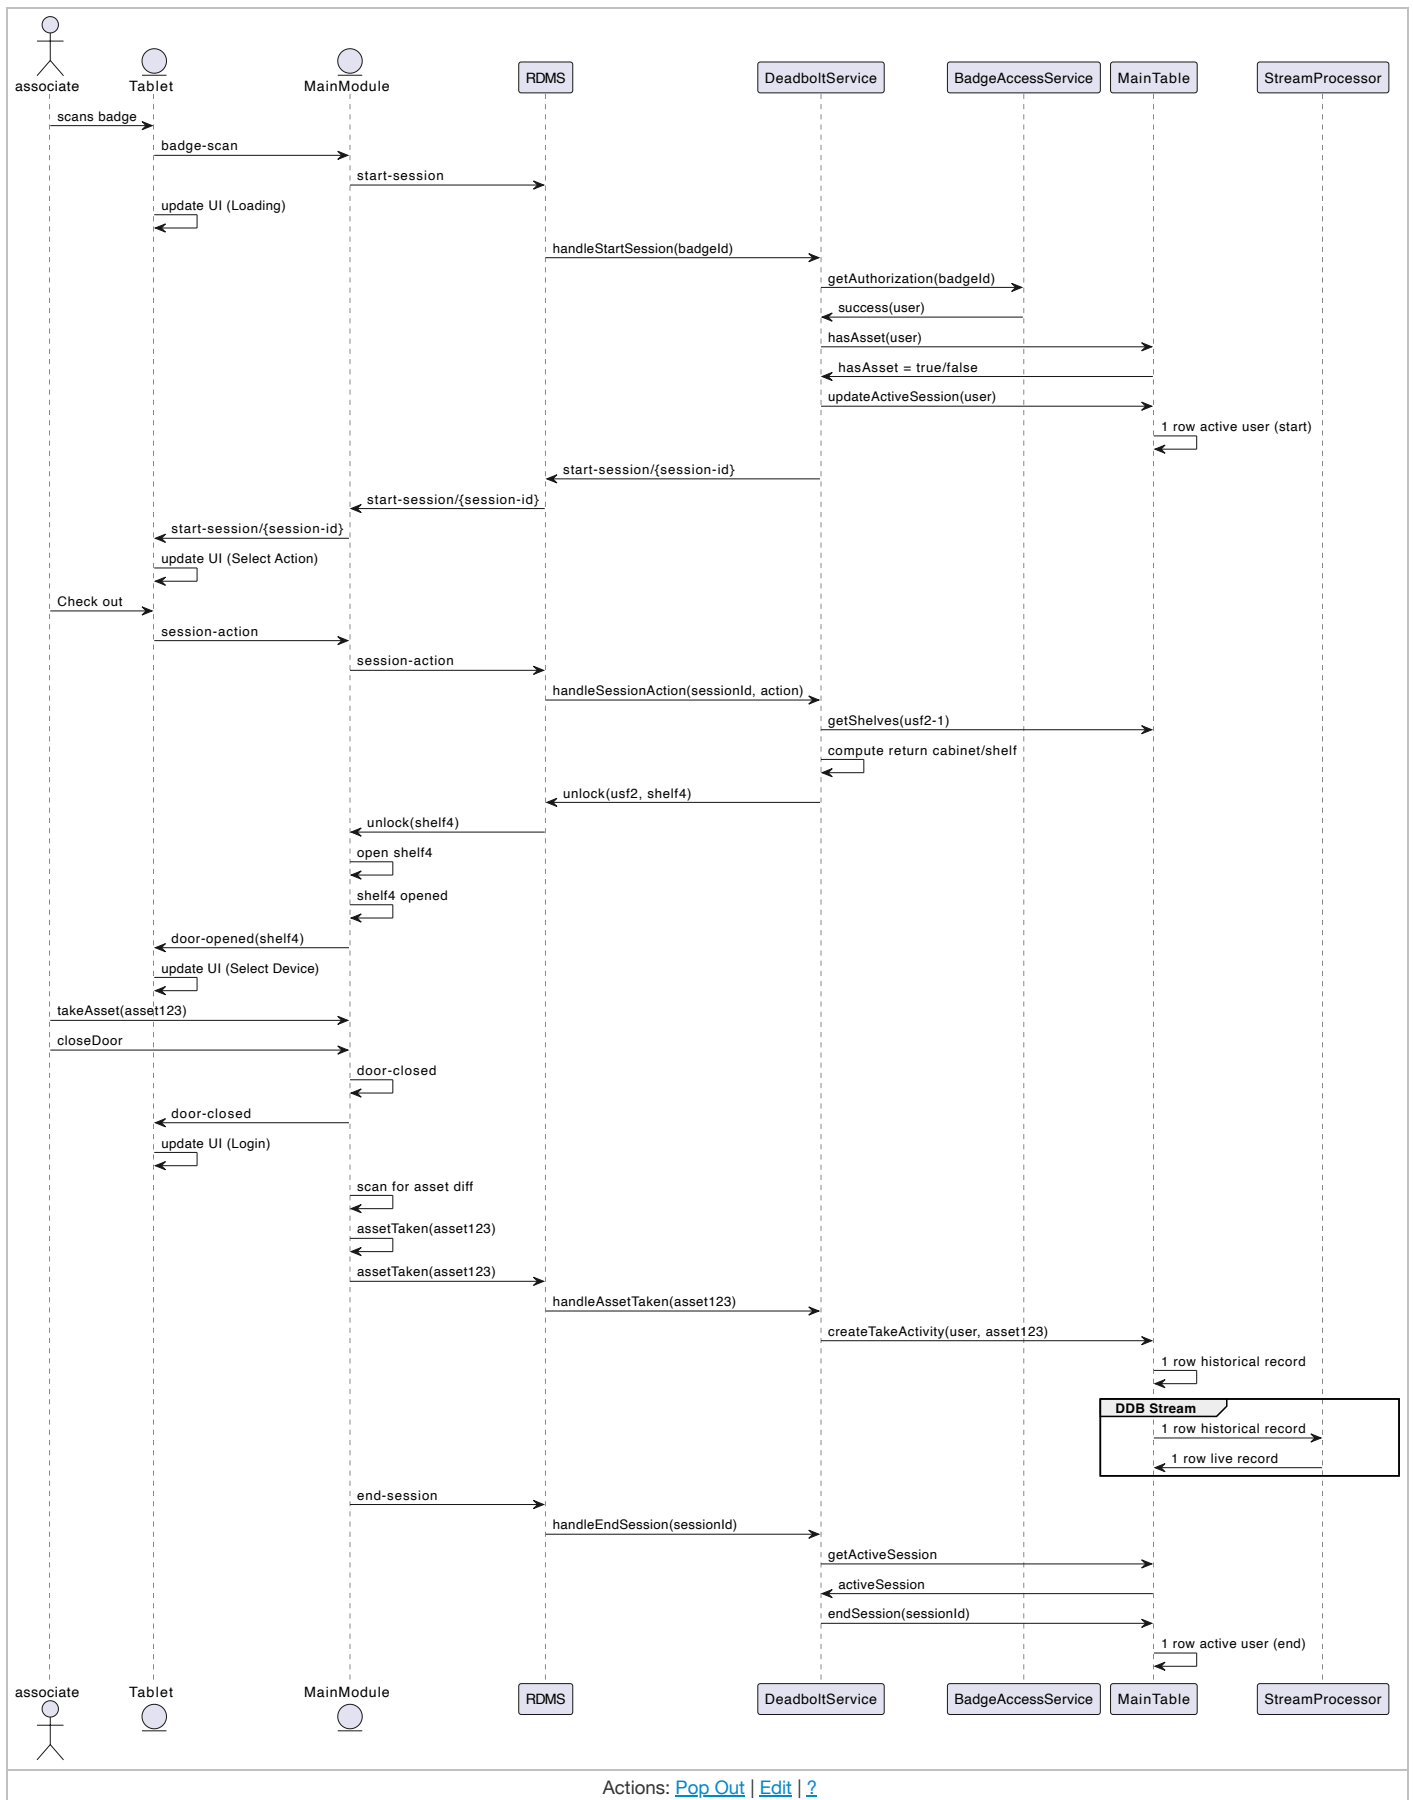 associate
Tablet
MainModule
RDMS
DeadboltService
BadgeAccessService
MainTable
StreamProcessor
scans badge
badge-scan
start-session
update UI (Loading)
handleStartSession(badgeId)
getAuthorization(badgeId)
success(user)
hasAsset(user)
hasAsset = true/false
updateActiveSession(user)
1 row active user (start)
start-session/{session-id}
start-session/{session-id}
start-session/{session-id}
update UI (Select Action)
Check out
session-action
session-action
handleSessionAction(sessionId, action)
getShelves(usf2-1)
compute return cabinet/shelf
unlock(usf2, shelf4)
unlock(shelf4)
open shelf4
shelf4 opened
door-opened(shelf4)
update UI (Select Device)
takeAsset(asset123)
closeDoor
door-closed
door-closed
update UI (Login)
scan for asset diff
assetTaken(asset123)
assetTaken(asset123)
handleAssetTaken(asset123)
createTakeActivity(user, asset123)
1 row historical record
DDB Stream
1 row historical record
1 row live record
end-session
handleEndSession(sessionId)
getActiveSession
activeSession
endSession(sessionId)
1 row active user (end)
associate
Tablet
MainModule
RDMS
DeadboltService
BadgeAccessService
MainTable
StreamProcessor
Actions: Pop Out | Edit | ?